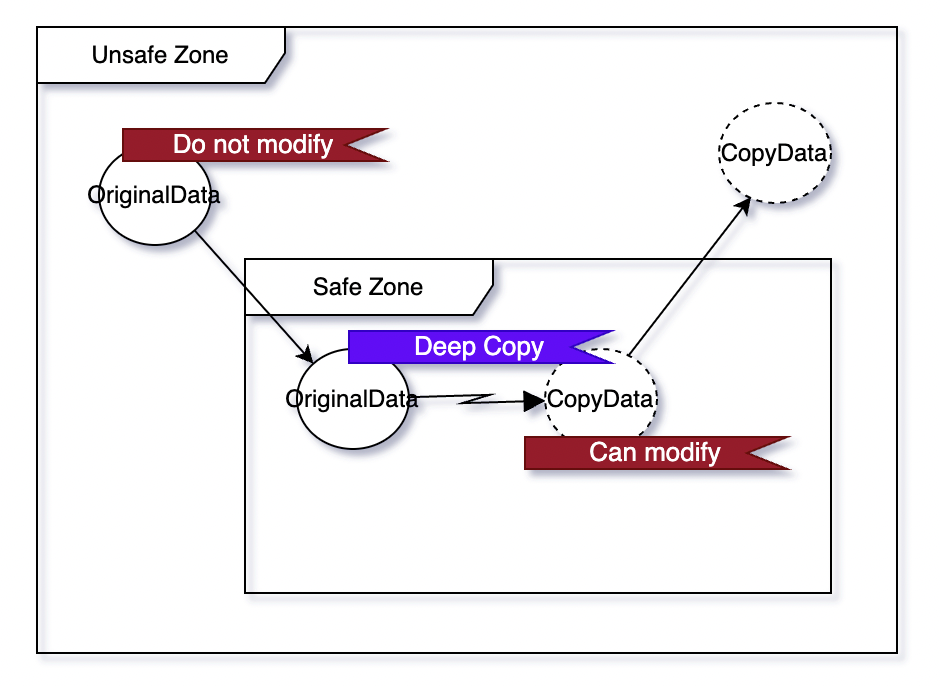 Unsafe Zone
Do not modify
OriginalData
CopyData
Safe Zone
Deep Copy
OriginalData
CopyData
Can modify